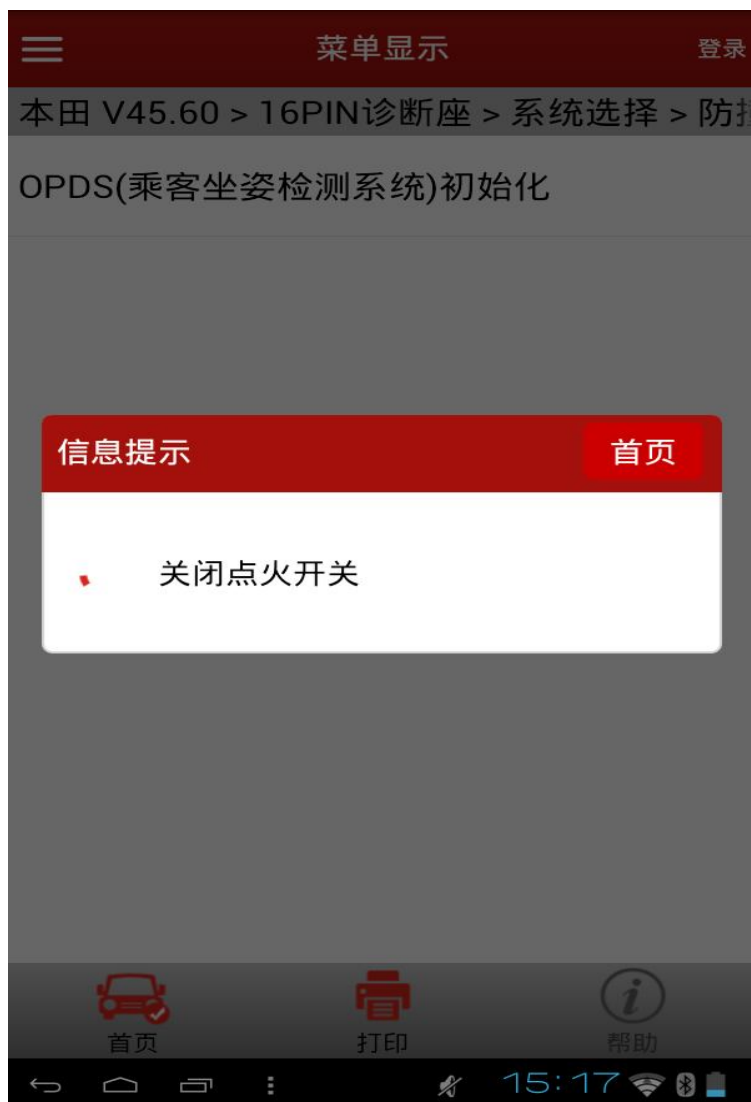 菜单显示
登录
本田 V45.60 > 16PIN诊断座 > 系统选择 > 防
OPDS(乘客坐姿检测系统)初始化
信息提示
首页
关闭点火开关
首页
打印
帮助
15:17